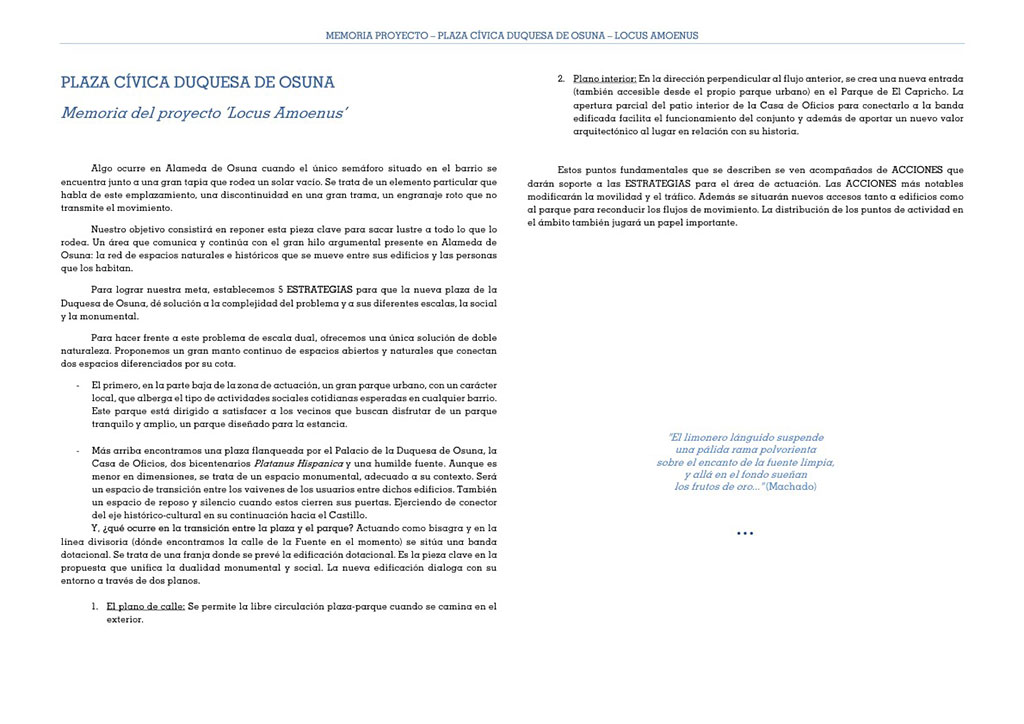 MEMORIA PROYECTO – PLAZA CÍVICA DUQUESA DE OSUNA – LOCUS AMOENUS
PLAZA CÍVICA DUQUESA DE OSUNA
Memoria del proyecto 'Locus Amoenus'
Algo ocurre en Alameda de Osuna cuando el único semáforo situado en el barrio se
encuentra junto a una gran tapia que rodea un solar vacío. Se trata de un elemento particular que
habla de este emplazamiento, una discontinuidad en una gran trama, un engranaje roto que no
transmite el movimiento.
Nuestro objetivo consistirá en reponer esta pieza clave para sacar lustre a todo lo que lo
rodea. Un área que comunica y continúa con el gran hilo argumental presente en Alameda de
Osuna: la red de espacios naturales e históricos que se mueve entre sus edificios y las personas
que los habitan.
Para lograr nuestra meta, establecemos 5 ESTRATEGIAS para que la nueva plaza de la
Duquesa de Osuna, dé solución a la complejidad del problema y a sus diferentes escalas, la social
y la monumental.
Para hacer frente a este problema de escala dual, ofrecemos una única solución de doble
naturaleza. Proponemos un gran manto continuo de espacios abiertos y naturales que conectan
dos espacios diferenciados por su cota.
- El primero, en la parte baja de la zona de actuación, un gran parque urbano, con un carácter
local, que alberga el tipo de actividades sociales cotidianas esperadas en cualquier barrio.
Este parque está dirigido a satisfacer a los vecinos que buscan disfrutar de un parque
tranquilo y amplio, un parque diseñado para la estancia.
- Más arriba encontramos una plaza flanqueada por el Palacio de la Duquesa de Osuna, la
Casa de Oficios, dos bicentenarios Platanus Hispanica y una humilde fuente. Aunque es
menor en dimensiones, se trata de un espacio monumental, adecuado a su contexto. Será
un espacio de transición entre los vaivenes de los usuarios entre dichos edificios. También
un espacio de reposo y silencio cuando estos cierren sus puertas. Ejerciendo de conector
del eje histórico-cultural en su continuación hacia el Castillo.
Y, ¿qué ocurre en la transición entre la plaza y el parque? Actuando como bisagra y en la
línea divisoria (dónde encontramos la calle de la Fuente en el momento) se sitúa una banda
dotacional. Se trata de una franja donde se prevé la edificación dotacional. Es la pieza clave en la
propuesta que unifica la dualidad monumental y social. La nueva edificación dialoga con su
entorno a través de dos planos.
1. El plano de calle: Se permite la libre circulación plaza-parque cuando se camina en el
exterior.
2. Plano interior: En la dirección perpendicular al flujo anterior, se crea una nueva entrada
(también accesible desde el propio parque urbano) en el Parque de El Capricho. La
apertura parcial del patio interior de la Casa de Oficios para conectarlo a la banda
edificada facilita el funcionamiento del conjunto y además de aportar un nuevo valor
arquitectónico al lugar en relación con su historia.
Estos puntos fundamentales que se describen se ven acompañados de ACCIONES que
darán soporte a las ESTRATEGIAS para el área de actuación. Las ACCIONES más notables
modificarán la movilidad y el tráfico. Además se situarán nuevos accesos tanto a edificios como
al parque para reconducir los flujos de movimiento. La distribución de los puntos de actividad en
el ámbito también jugará un papel importante.
"El limonero lánguido suspende
una pálida rama polvorienta
sobre el encanto de la fuente limpia,
y allá en el fondo sueñan
los frutos de oro..." (Machado)
...